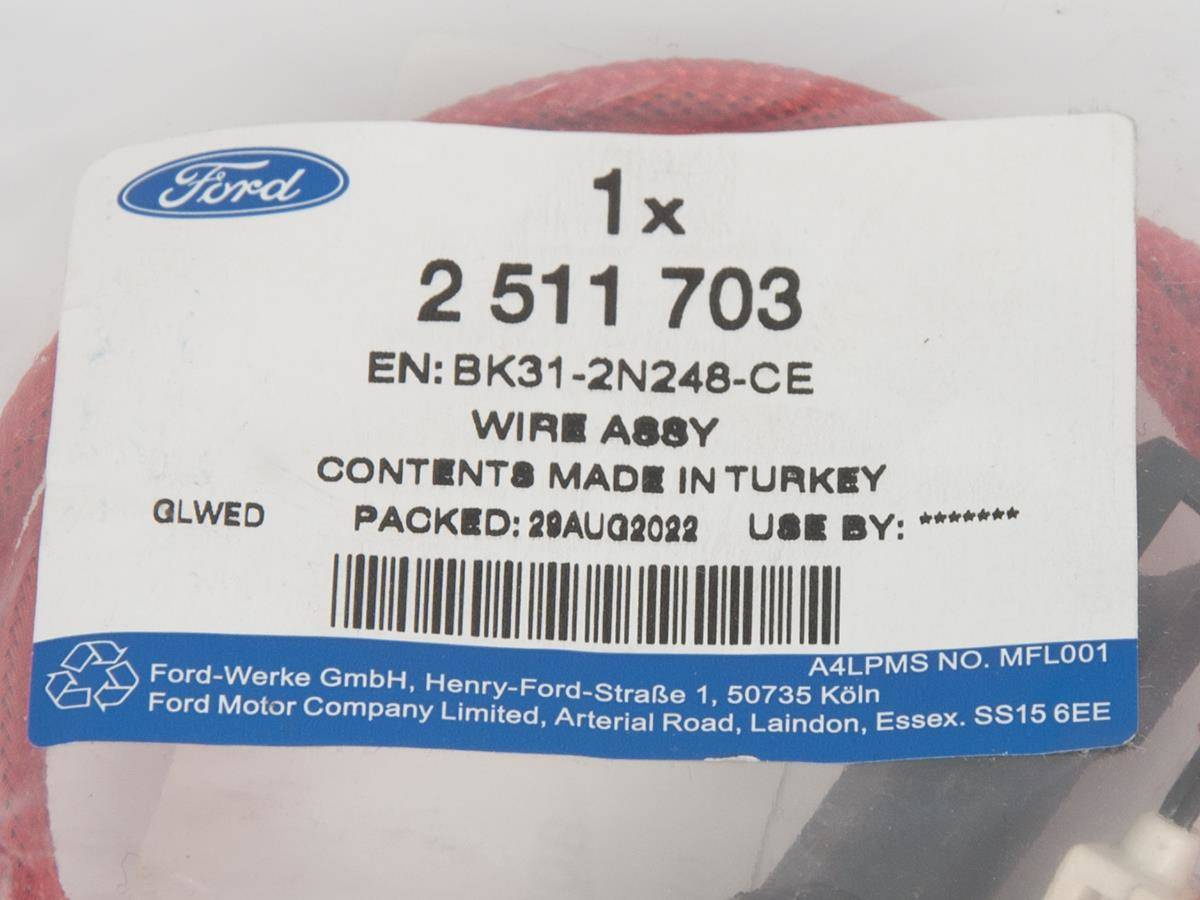 Ford
1x
2 511 703
EN: BK31-2N248-CE
WIRE ASSY
CONTENTS MADE IN TURKEY
GLWED PACKED: 29AUG2022 USE BY: *******
A4LPMS NO. MFL001
Ford-Werke GmbH, Henry-Ford-Straße 1, 50735 Köln
Ford Motor Company Limited, Arterial Road, Laindon, Essex. SS15 6EE